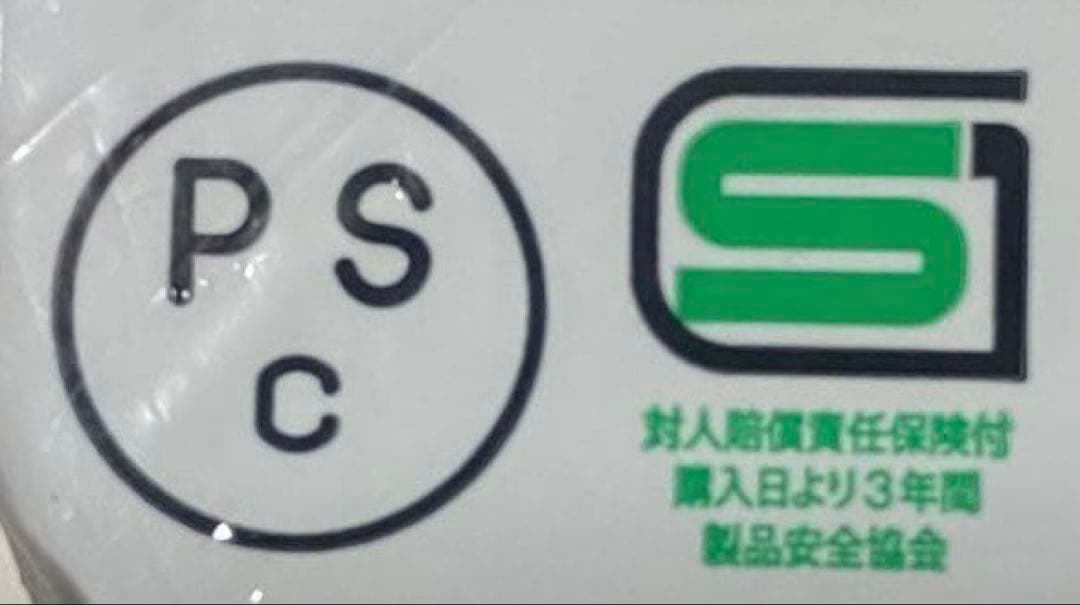 P S
C
SG
対人賠償責任保険付
購入日より3年間
製品安全協会